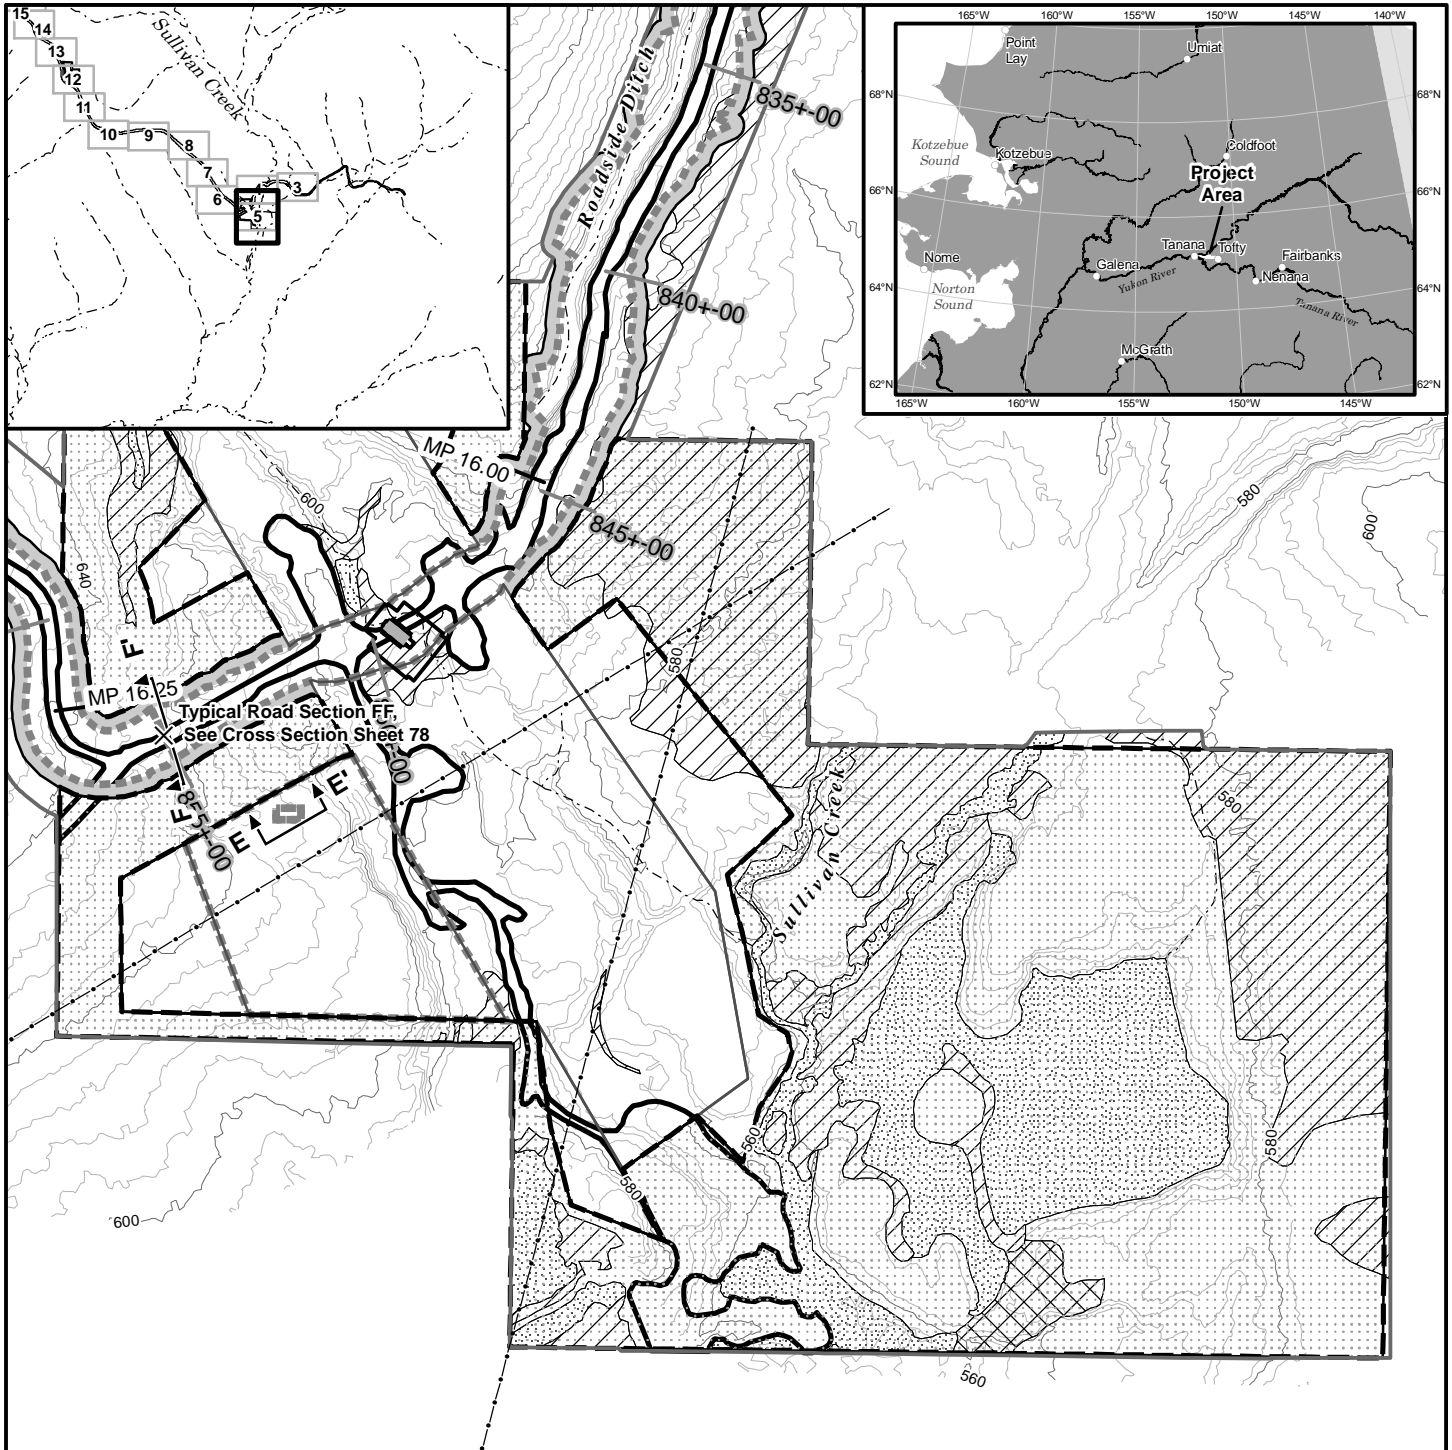 15
14
13
12
11
10
9
8
7
6
5
3
Sullivan Creek
165°W
160°W
155°W
150°W
145°W
140°W
Point
Lay
Umiat
68°N
68°N
Kotzebue
Sound
Kotzebue
Coldfoot
Project
Area
66°N
66°N
Tanana
Tofty
Fairbanks
Nome
Galena
Yukon River
Nenana
64°N
64°N
Norton
Sound
Tanana River
McGrath
62°N
62°N
165°W
160°W
155°W
150°W
145°W
Roadside Ditch
835+-00
840+-00
MP 16.00
845+-00
600
580
600
640
580
F'
MP 16.25
Typical Road Section FF,
See Cross Section Sheet 78
F
855+-00
E
E'
Sullivan Creek
580
560
580
580
600
560